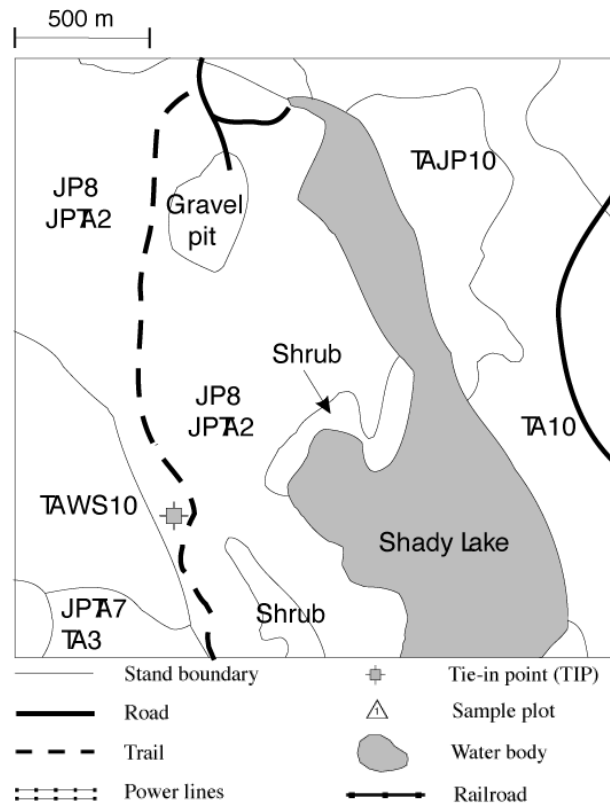 500 m
TAJP10
JP8
JPTA2
Gravel
pit
Shrub
JP8
JPTA2
TA10
TAWS10
Shady Lake
JPTA7
TA3
Shrub
Stand boundary
Tie-in point (TIP)
Road
1
Sample plot
Trail
Water body
Power lines
Railroad